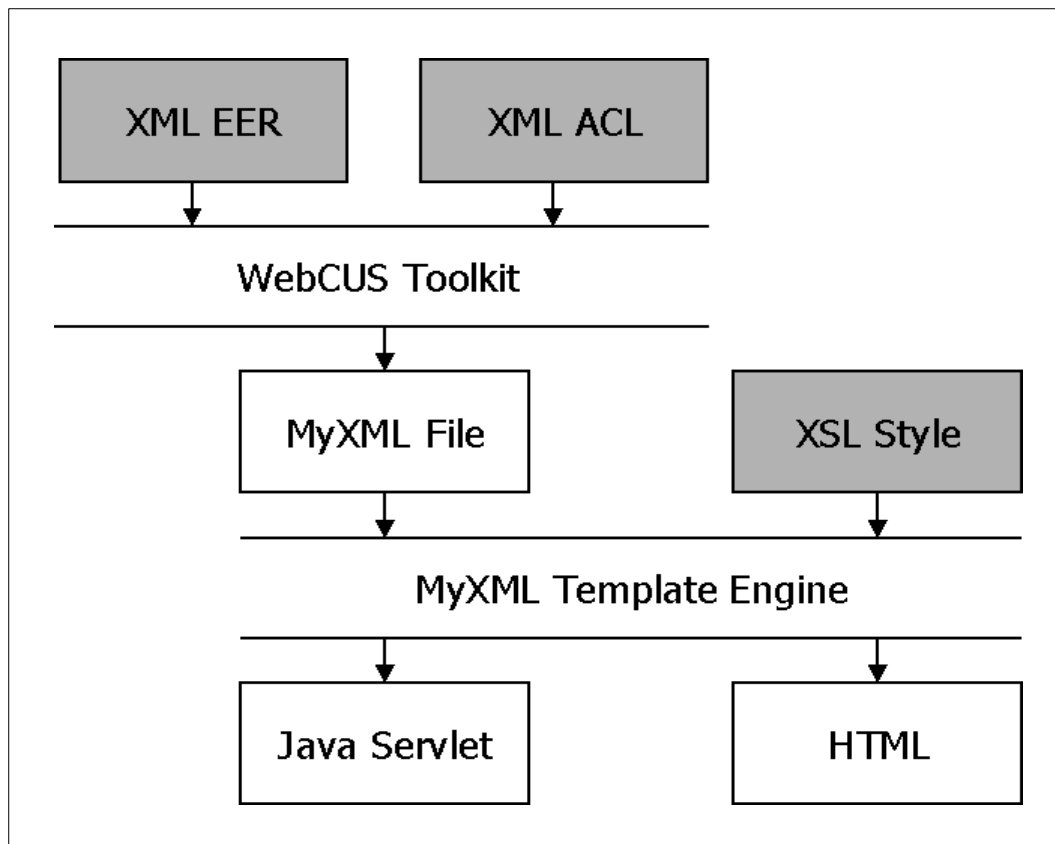 XML EER
XML ACL
WebCUS Toolkit
MyXML File
XSL Style
MyXML Template Engine
Java Servlet
HTML